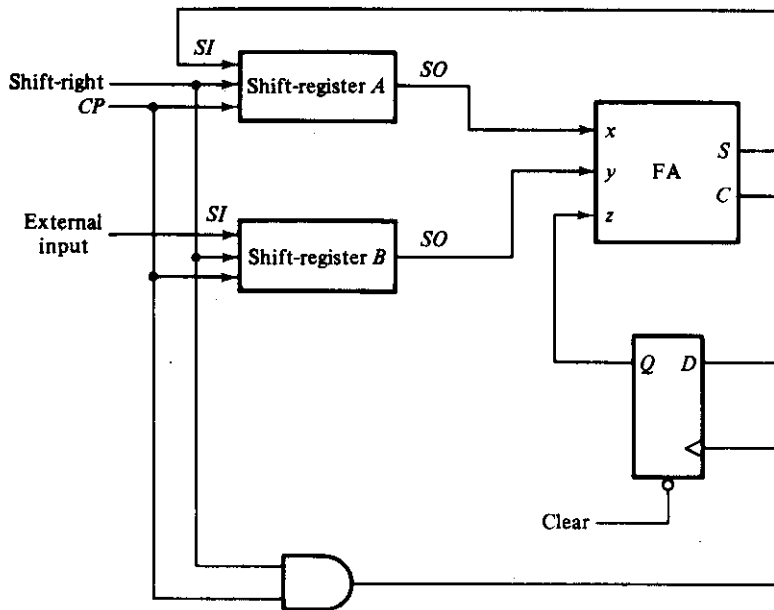 SI
Shift-right
CP
Shift-register A
SO
x
y
z
FA
S
C
External
input
SI
Shift-register B
SO
Q
D
Clear